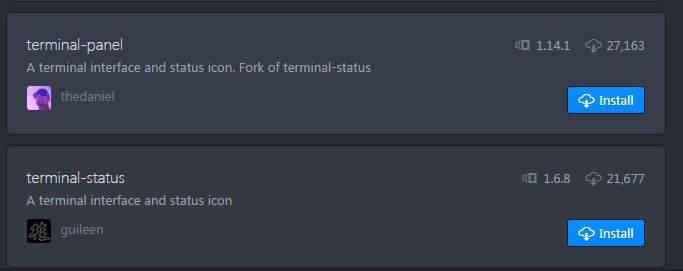 terminal-panel 1.14.1 27,163
A terminal interface and status icon. Fork of terminal-status
thedaniel
Install
terminal-status 1.6.8 21,677
A terminal interface and status icon
guileen
Install